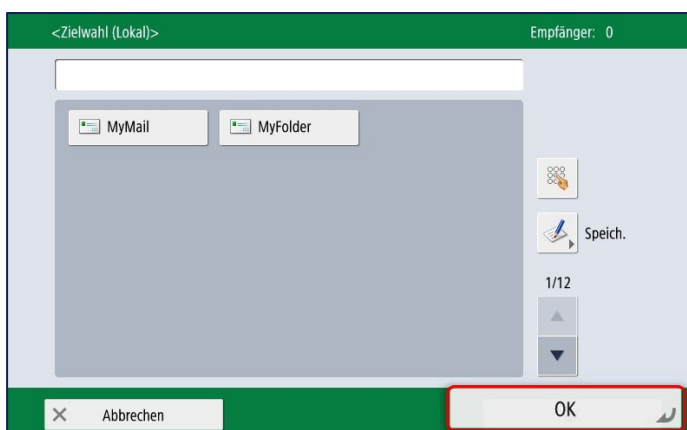 <Zielwahl (Lokal)>
Empfänger: 0
MyMail
MyFolder
Speich.
1/12
Abbrechen
OK